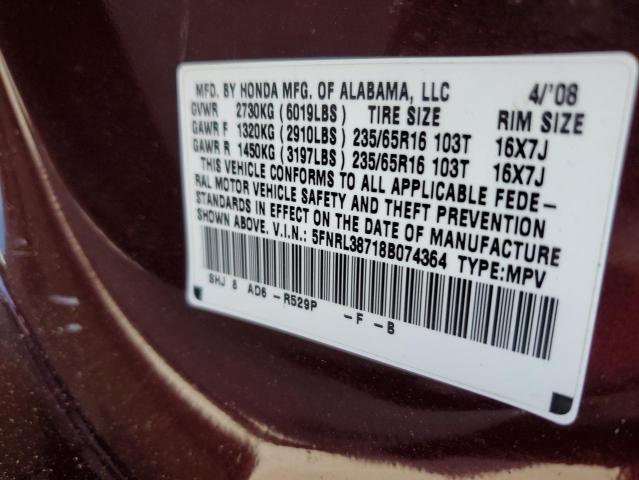 MFD. BY HONDA MFG. OF ALABAMA, LLC 4/'08
GVWR 2730KG (6019LBS) TIRE SIZE RIM SIZE
GAWR F 1320KG (2910LBS) 235/65R16 103T 16X7J
GAWR R 1450KG (3197LBS) 235/65R16 103T 16X7J
THIS VEHICLE CONFORMS TO ALL APPLICABLE FEDE-
RAL MOTOR VEHICLE SAFETY AND THEFT PREVENTION
STANDARDS IN EFFECT ON THE DATE OF MANUFACTURE
SHOWN ABOVE. V.I.N.: 5FNRL38718B074364 TYPE:MPV
SHJ 8 AD6 -R529P -F-B